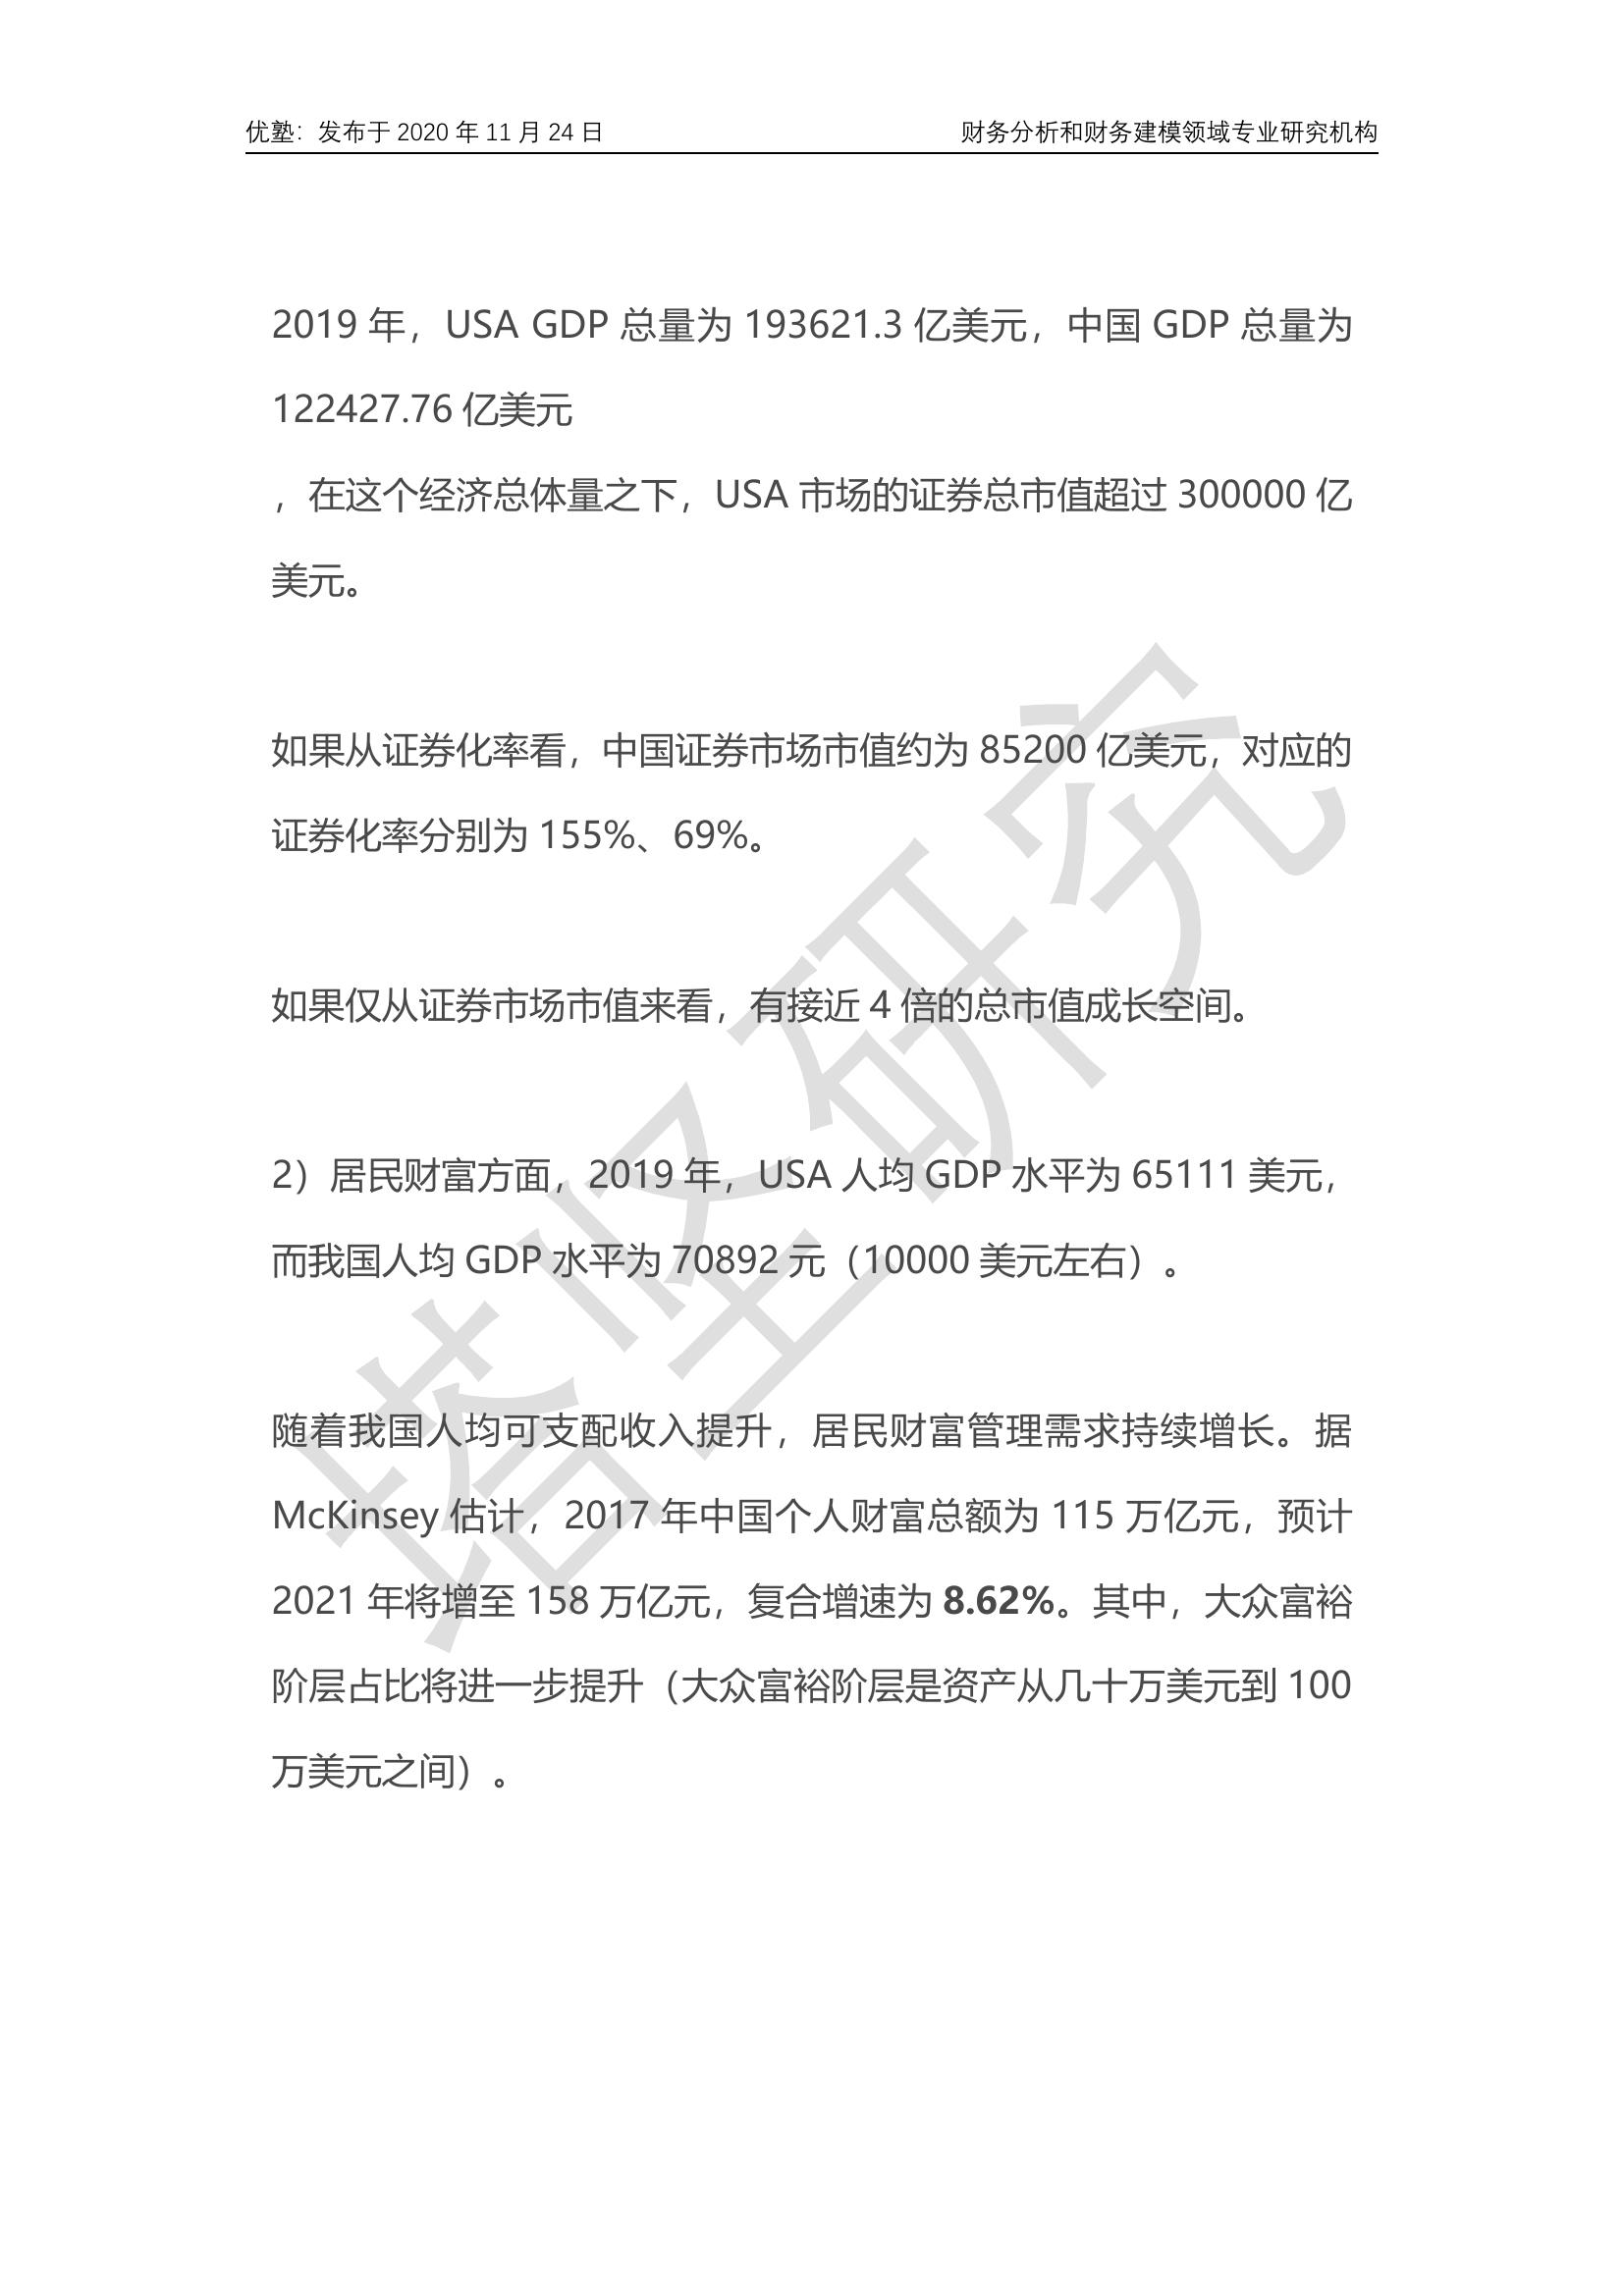 优塾：发布于 2020 年 11 月 24 日 财务分析和财务建模领域专业研究机构
2019 年，USA GDP 总量为 193621.3 亿美元，中国 GDP 总量为
122427.76 亿美元
，在这个经济总体量之下，USA 市场的证券总市值超过 300000 亿
美元。
如果从证券化率看，中国证券市场市值约为 85200 亿美元，对应的
证券化率分别为 155%、69%。
如果仅从证券市场市值来看，有接近 4 倍的总市值成长空间。
2）居民财富方面，2019 年，USA 人均 GDP 水平为 65111 美元，
而我国人均 GDP 水平为 70892 元（10000 美元左右）。
随着我国人均可支配收入提升，居民财富管理需求持续增长。据
McKinsey 估计，2017 年中国个人财富总额为 115 万亿元，预计
2021 年将增至 158 万亿元，复合增速为 8.62%。其中，大众富裕
阶层占比将进一步提升（大众富裕阶层是资产从几十万美元到 100
万美元之间）。
塔坚研究